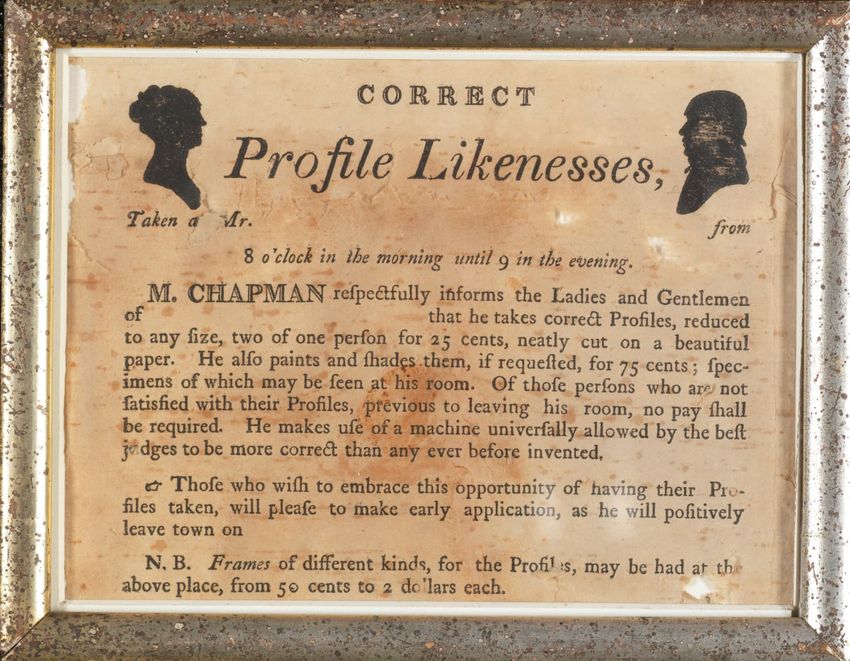 CORRECT
Profile Likenesses,
Taken a Mr. from
8 o'clock in the morning until 9 in the evening.
M. CHAPMAN reſpectfully informs the Ladies and Gentlemen
of that he takes correct Profiles, reduced
to any ſize, two of one perſon for 25 cents, neatly cut on a beautiful
paper. He alſo paints and ſhades them, if requeſted, for 75 cents; ſpec-
imens of which may be ſeen at his room. Of thoſe perſons who are not
ſatisfied with their Profiles, previous to leaving his room, no pay ſhall
be required. He makes uſe of a machine univerſally allowed by the beſt
judges to be more correct than any ever before invented.
☞ Thoſe who wiſh to embrace this opportunity of having their Pro-
files taken, will pleaſe to make early application, as he will poſitively
leave town on
N. B. Frames of different kinds, for the Profiles, may be had at the
above place, from 50 cents to 2 dollars each.